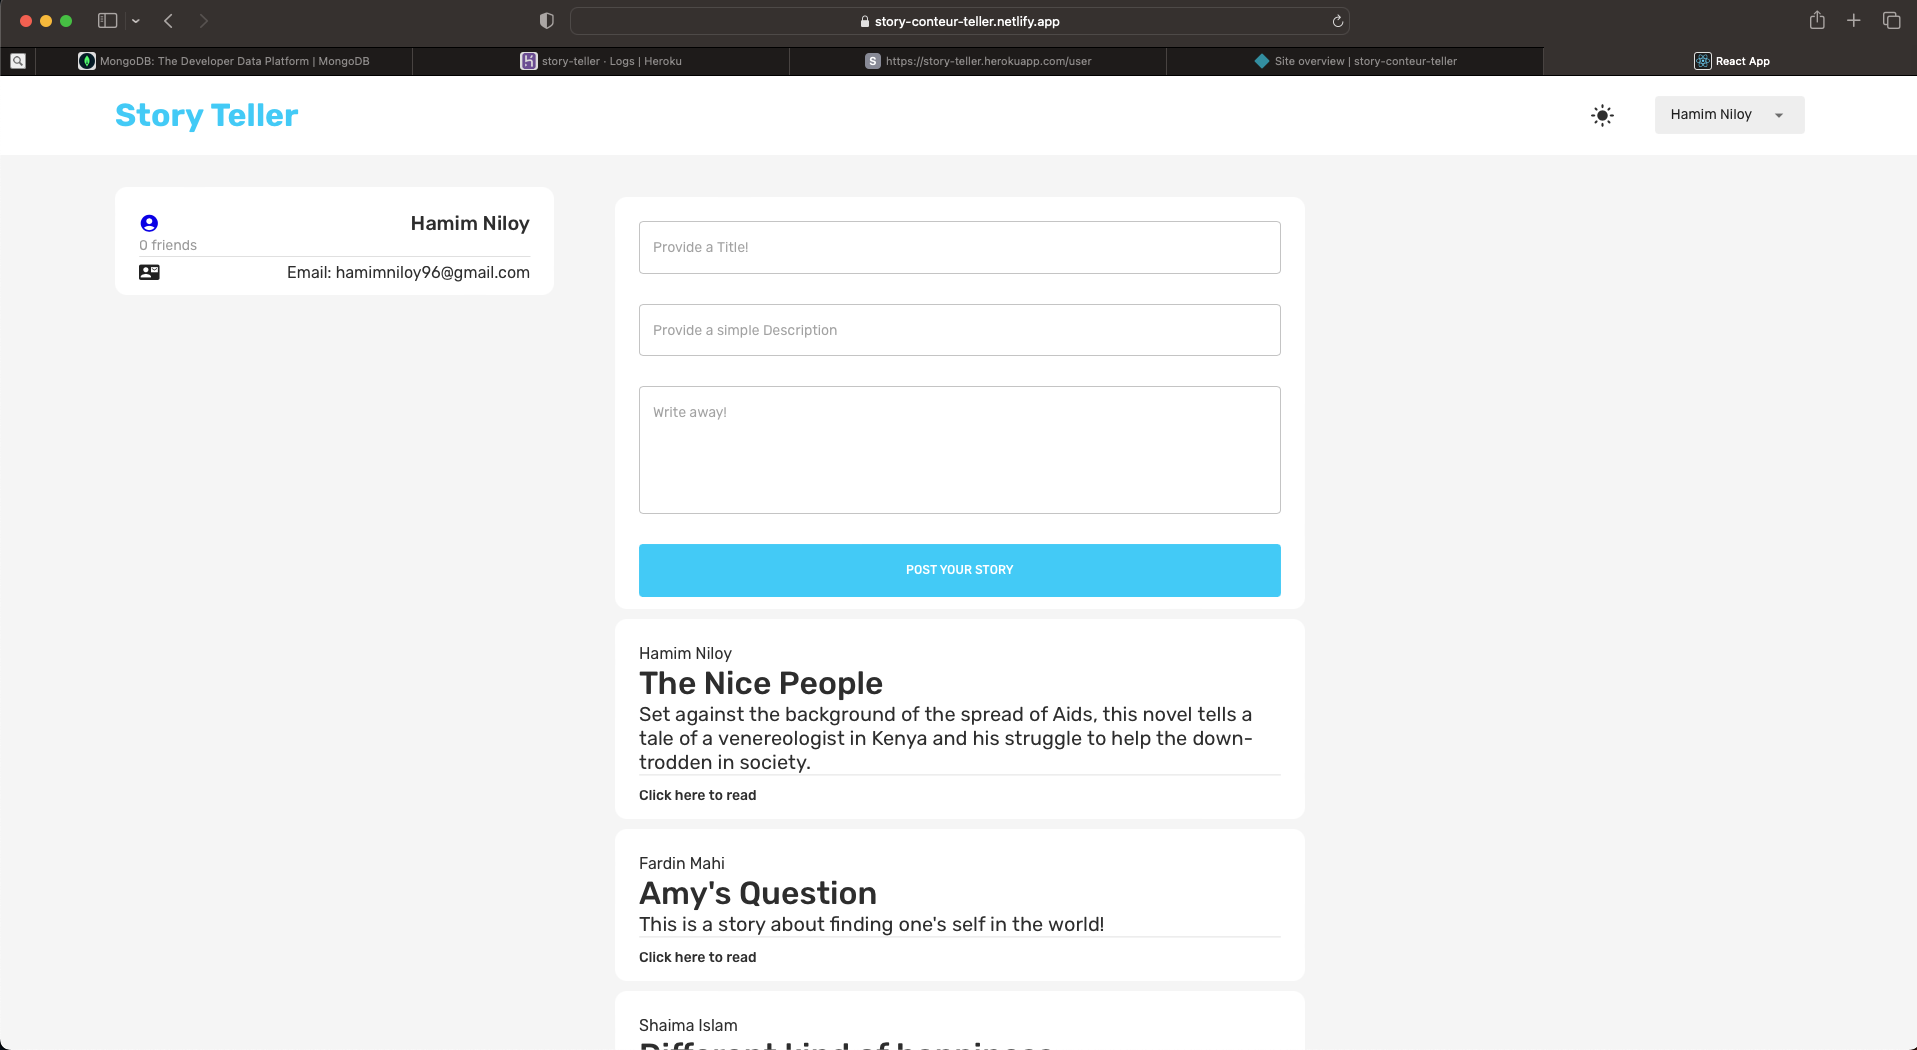 story-conteur-teller.netlify.app
MongoDB: The Developer Data Platform | MongoDB
story-teller · Logs | Heroku
S https://story-teller.herokuapp.com/user
Site overview | story-conteur-teller
React App
Story Teller
Hamim Niloy
Hamim Niloy
0 friends
Email: hamimniloy96@gmail.com
Provide a Title!
Provide a simple Description
Write away!
POST YOUR STORY
Hamim Niloy
The Nice People
Set against the background of the spread of Aids, this novel tells a
tale of a venereologist in Kenya and his struggle to help the down-
trodden in society.
Click here to read
Fardin Mahi
Amy's Question
This is a story about finding one's self in the world!
Click here to read
Shaima Islam
Different kind of happiness